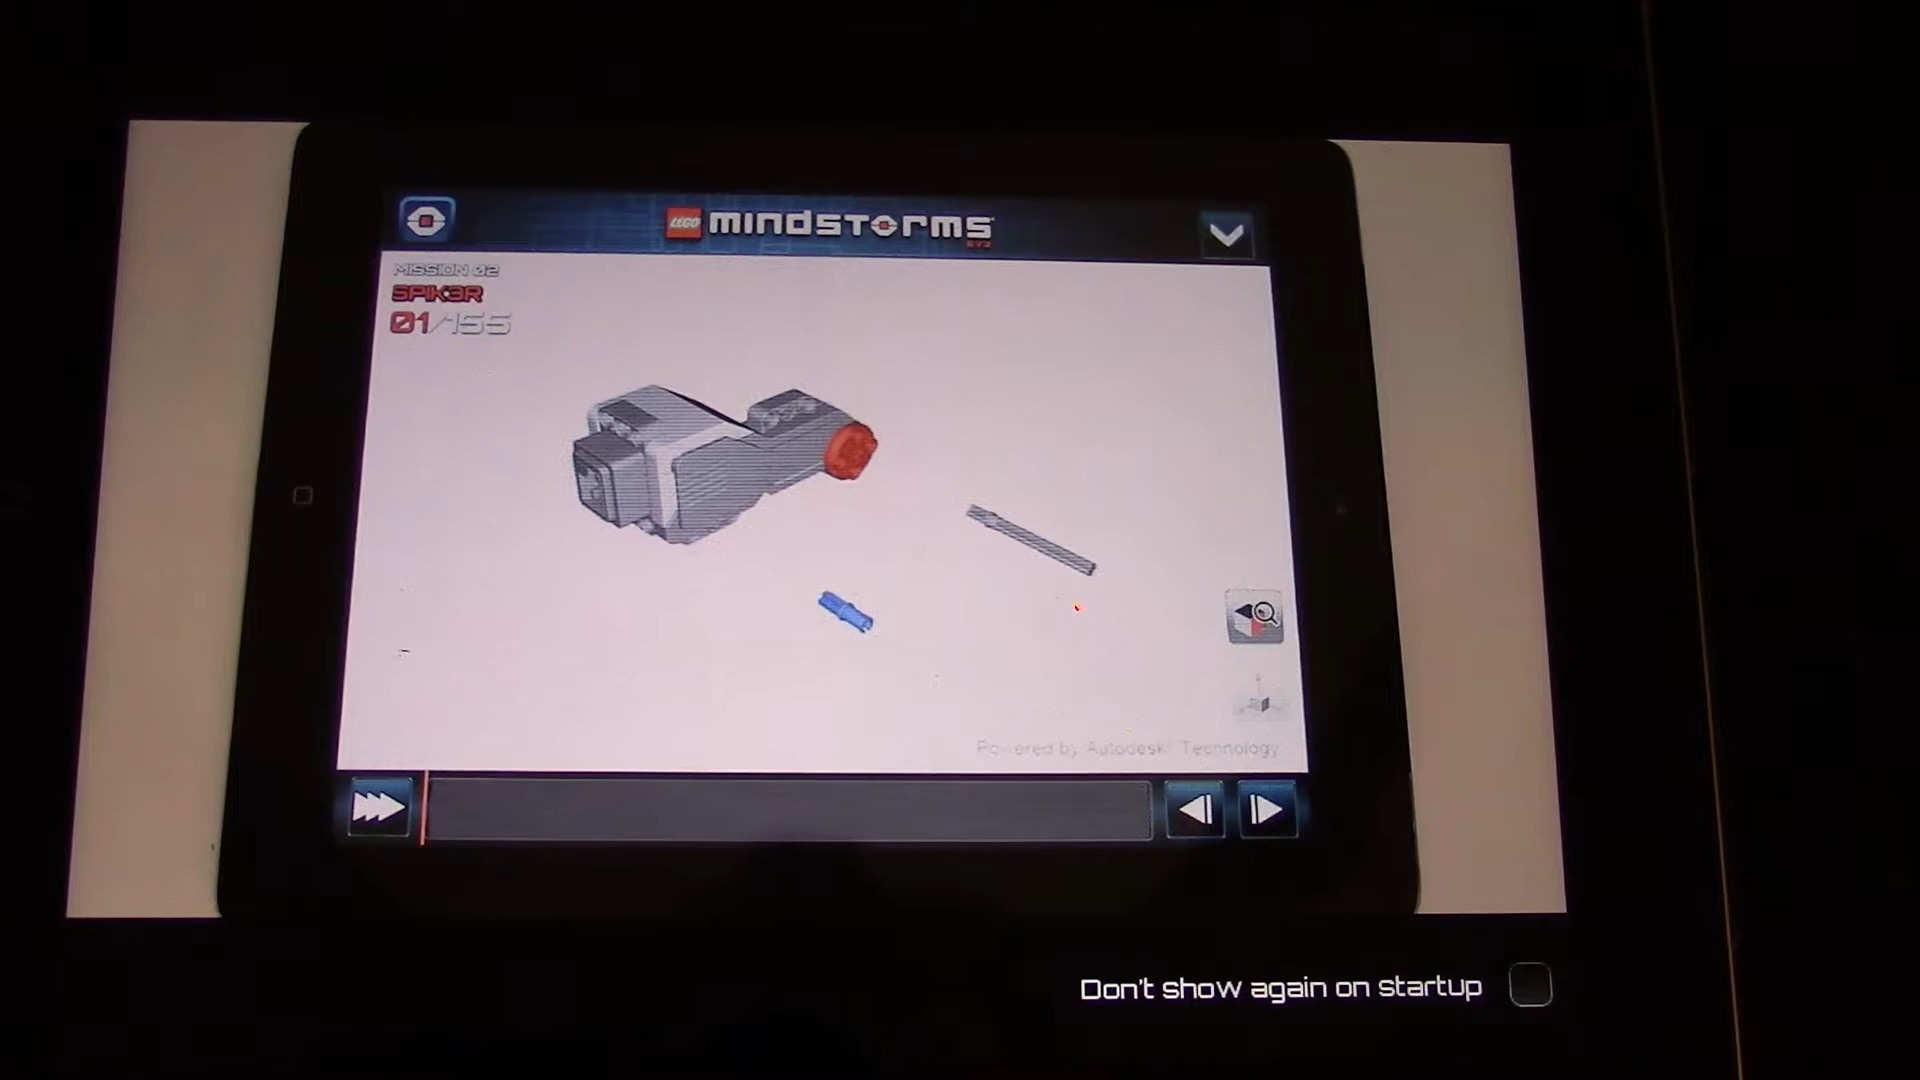 LEGO mindstorms
EV3
MISSION 02
SPIK3R
01/155
Powered by Autodesk® Technology
Don't show again on startup